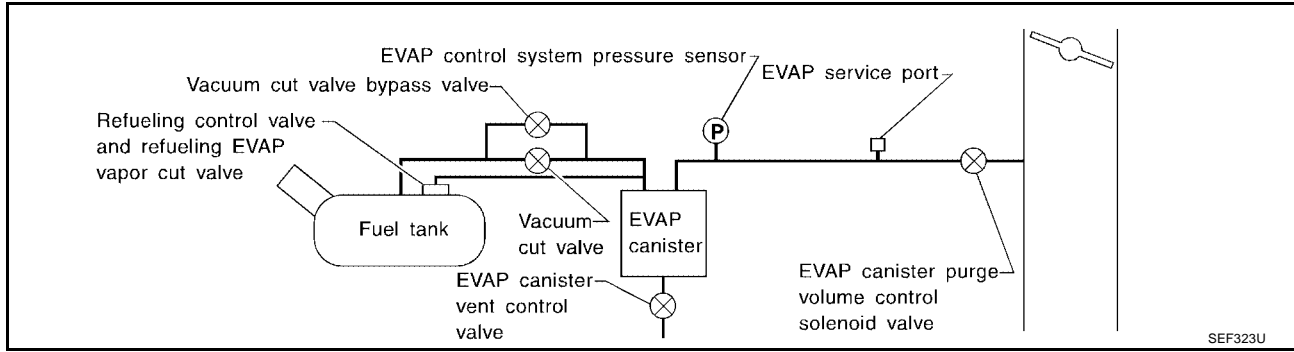 EVAP control system pressure sensor
EVAP service port
Vacuum cut valve bypass valve
Refueling control valve
and refueling EVAP
vapor cut valve
P
Fuel tank
Vacuum
cut valve
EVAP
canister
EVAP canister
vent control
valve
EVAP canister purge
volume control
solenoid valve
SEF323U